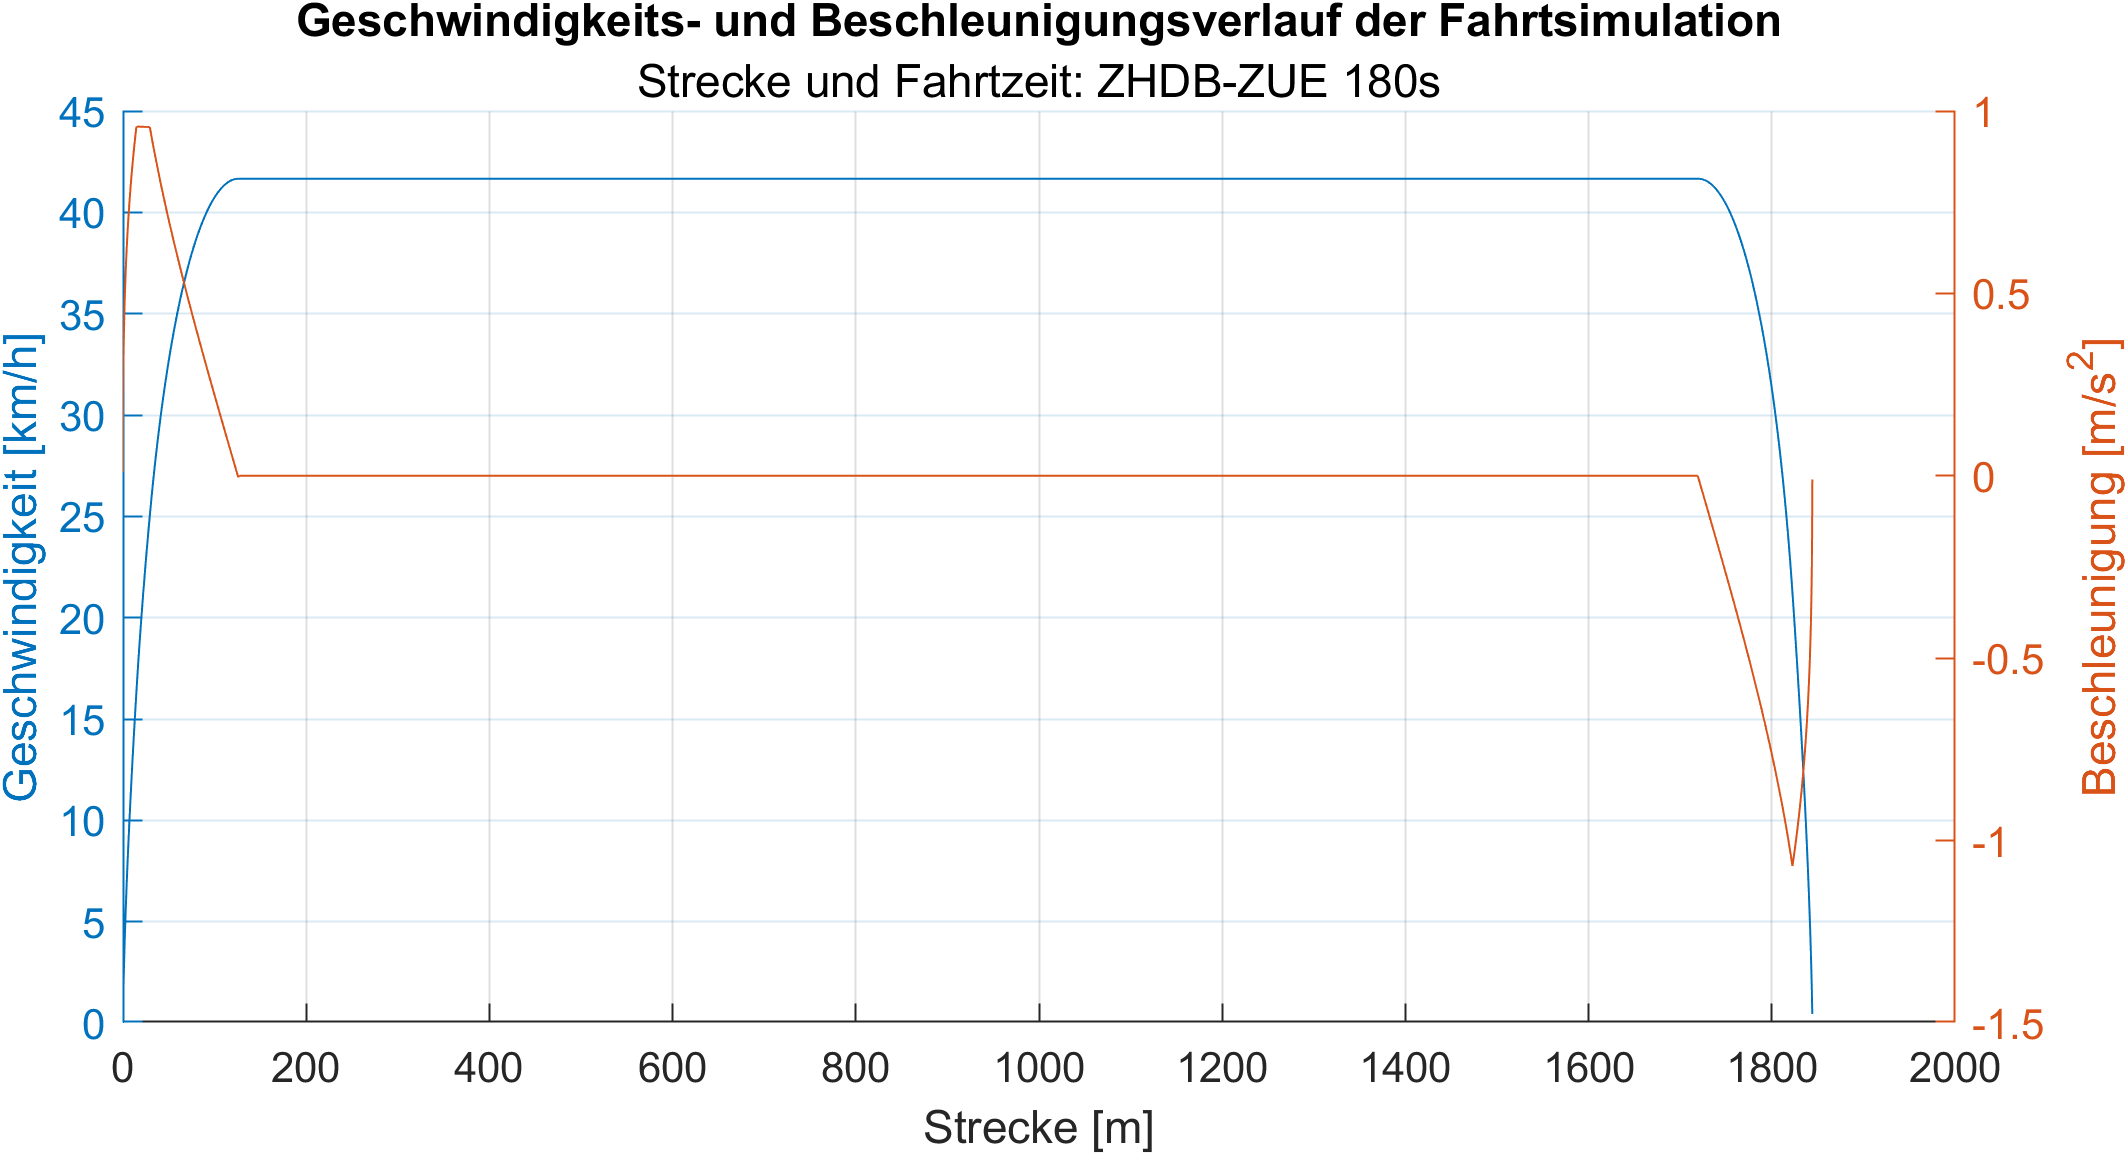 Geschwindigkeits- und Beschleunigungsverlauf der Fahrtsimulation
Strecke und Fahrtzeit: ZHDB-ZUE 180s
45
40
35
30
25
20
15
10
5
0
Geschwindigkeit [km/h]
1
0.5
0
-0.5
-1
-1.5
Beschleunigung [m/s²]
0 200 400 600 800 1000 1200 1400 1600 1800 2000
Strecke [m]